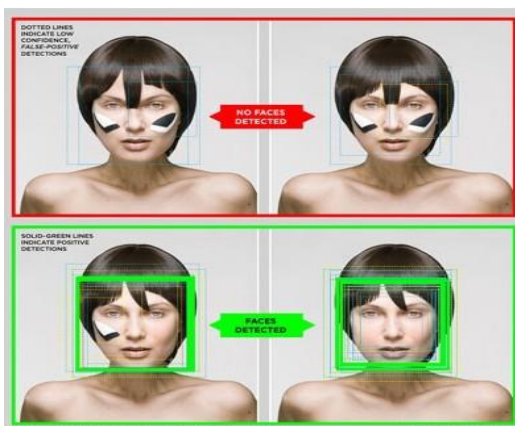 DOTTED LINES
INDICATE LOW
CONFIDENCE,
FALSE-POSITIVE
DETECTIONS
NO FACES
DETECTED
SOLID-GREEN LINES
INDICATE POSITIVE
DETECTIONS
FACES
DETECTED